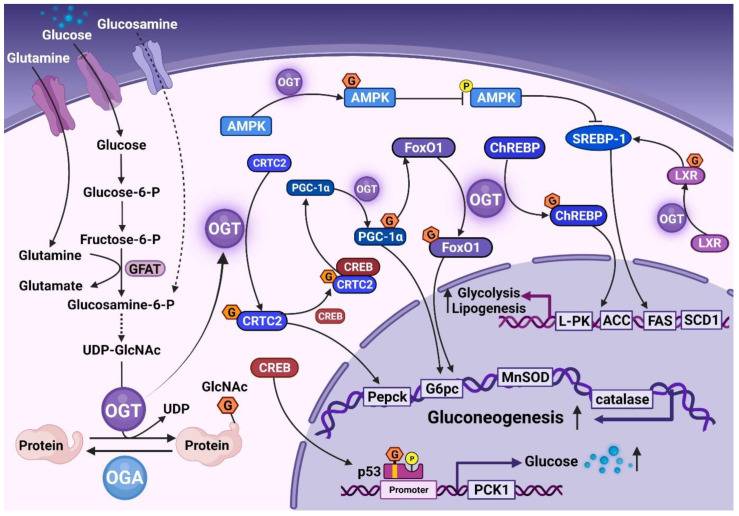 Glucosamine
Glucose
Glutamine
Glucose
Glucose-6-P
Fructose-6-P
Glutamine
GFAT
Glutamate
Glucosamine-6-P
UDP-GlcNAc
OGT
UDP
GlcNAc
G
Protein
Protein
OGA
OGT
AMPK
OGT
G
AMPK
P
AMPK
SREBP-1
G
LXR
OGT
LXR
CRTC2
PGC-1α
OGT
G
PGC-1α
FoxO1
G
FoxO1
OGT
ChREBP
G
ChREBP
G
CRTC2
CREB
G
CRTC2
CREB
CREB
Glycolysis
Lipogenesis
L-PK
ACC
FAS
SCD1
Pepck
G6pc
MnSOD
catalase
Gluconeogenesis
G
P
p53
Promoter
PCK1
Glucose